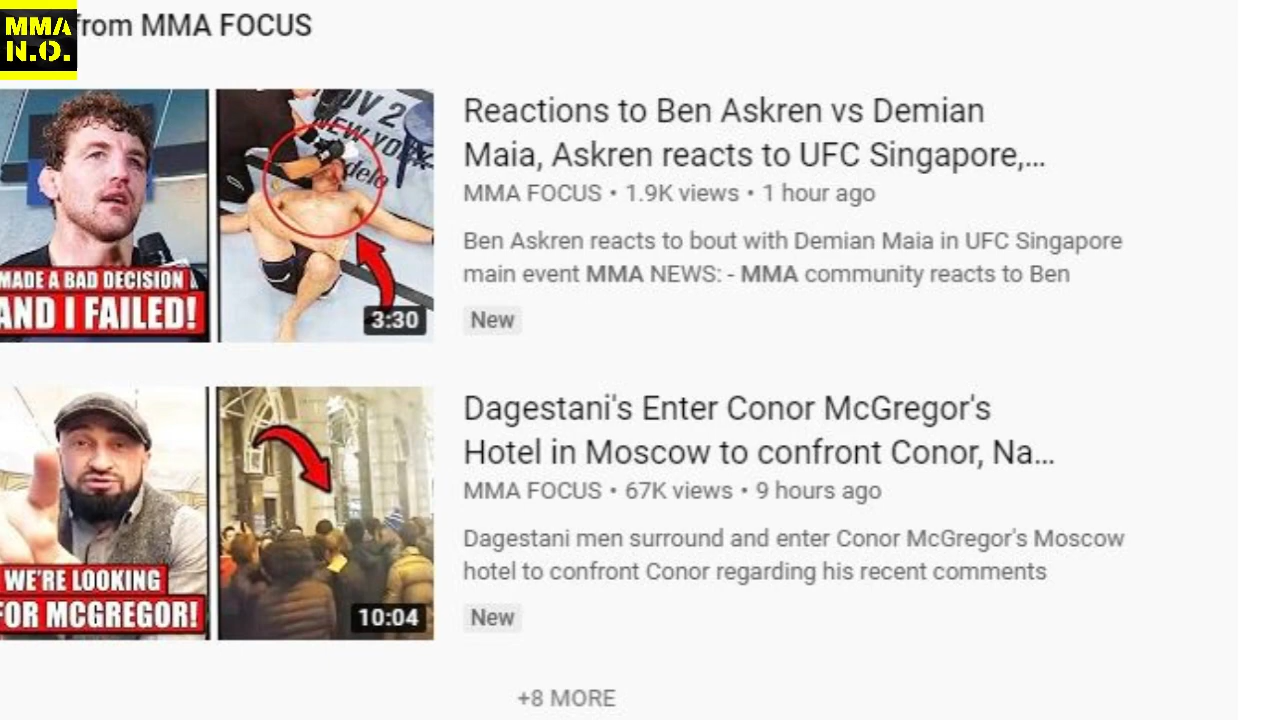 MMA
N.O.
from MMA FOCUS
MADE A BAD DECISION
AND I FAILED!
NOV 2
NEW YORK
3:30
Reactions to Ben Askren vs Demian
Maia, Askren reacts to UFC Singapore,...
MMA FOCUS • 1.9K views • 1 hour ago
Ben Askren reacts to bout with Demian Maia in UFC Singapore
main event MMA NEWS: - MMA community reacts to Ben
New
WE'RE LOOKING
FOR MCGREGOR!
10:04
Dagestani's Enter Conor McGregor's
Hotel in Moscow to confront Conor, Na...
MMA FOCUS • 67K views • 9 hours ago
Dagestani men surround and enter Conor McGregor's Moscow
hotel to confront Conor regarding his recent comments
New
+8 MORE